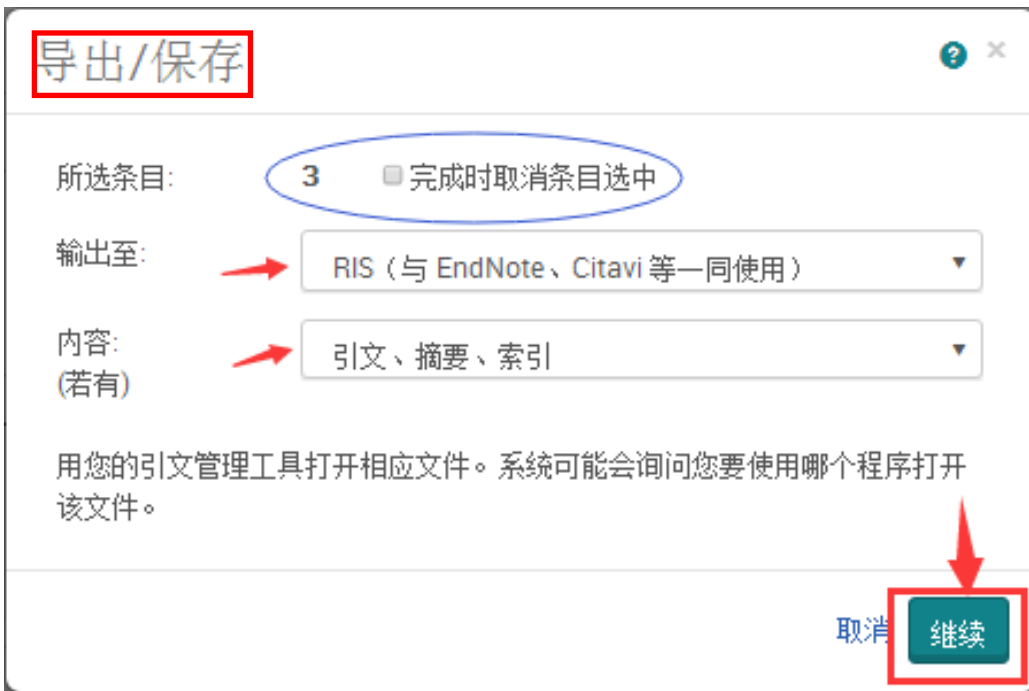 导出/保存
? ×
所选条目: 3 完成时取消条目选中
输出至: RIS（与 EndNote、Citavi 等一同使用）
内容: 引文、摘要、索引
(若有)
用您的引文管理工具打开相应文件。系统可能会询问您要使用哪个程序打开
该文件。
取消 继续